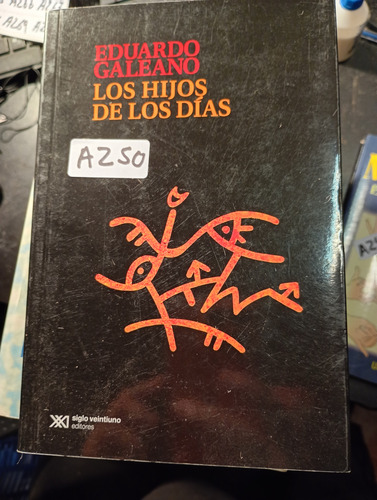 EDUARDO
GALEANO
LOS HIJOS
DE LOS DÍAS
A250
siglo veintiuno
editores